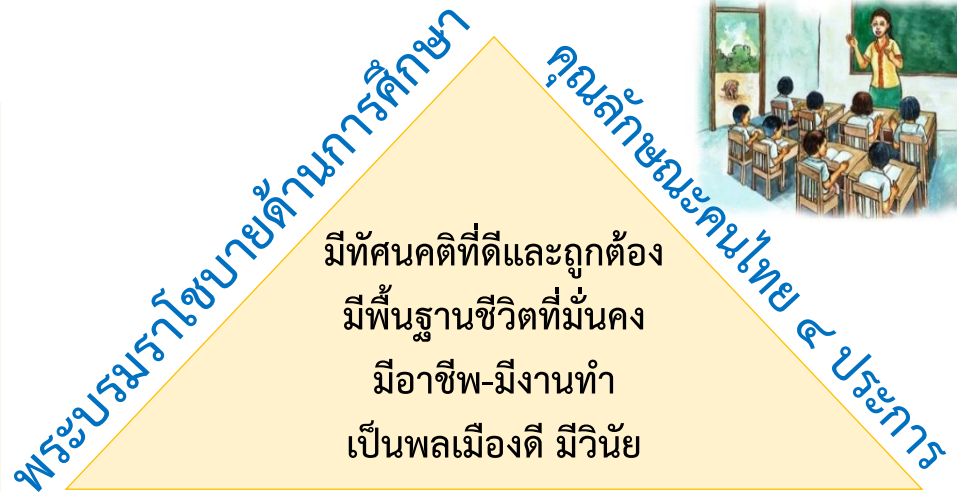 พระบรมราโชบายด้านการศึกษา
คุณลักษณะคนไทย ๔ ประการ
มีทัศนคติที่ดีและถูกต้อง
มีพื้นฐานชีวิตที่มั่นคง
มีอาชีพ-มีงานทำ
เป็นพลเมืองดี มีวินัย